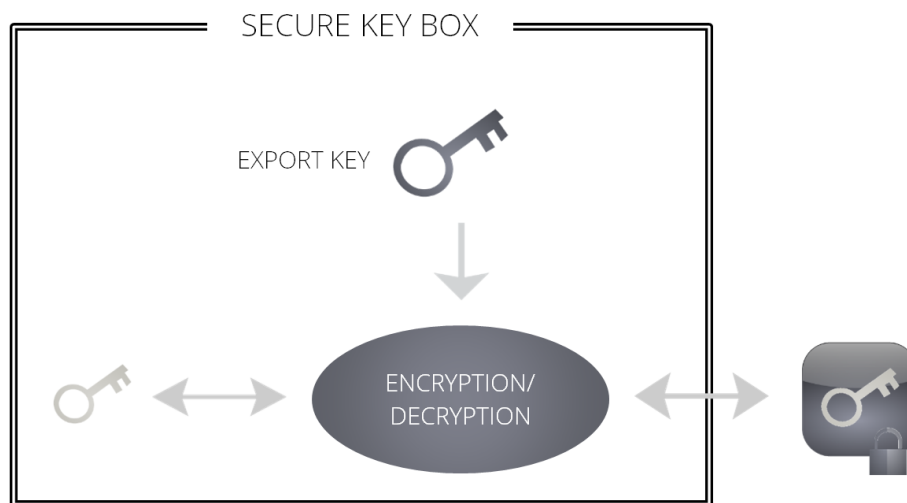 SECURE KEY BOX
EXPORT KEY
ENCRYPTION/
DECRYPTION